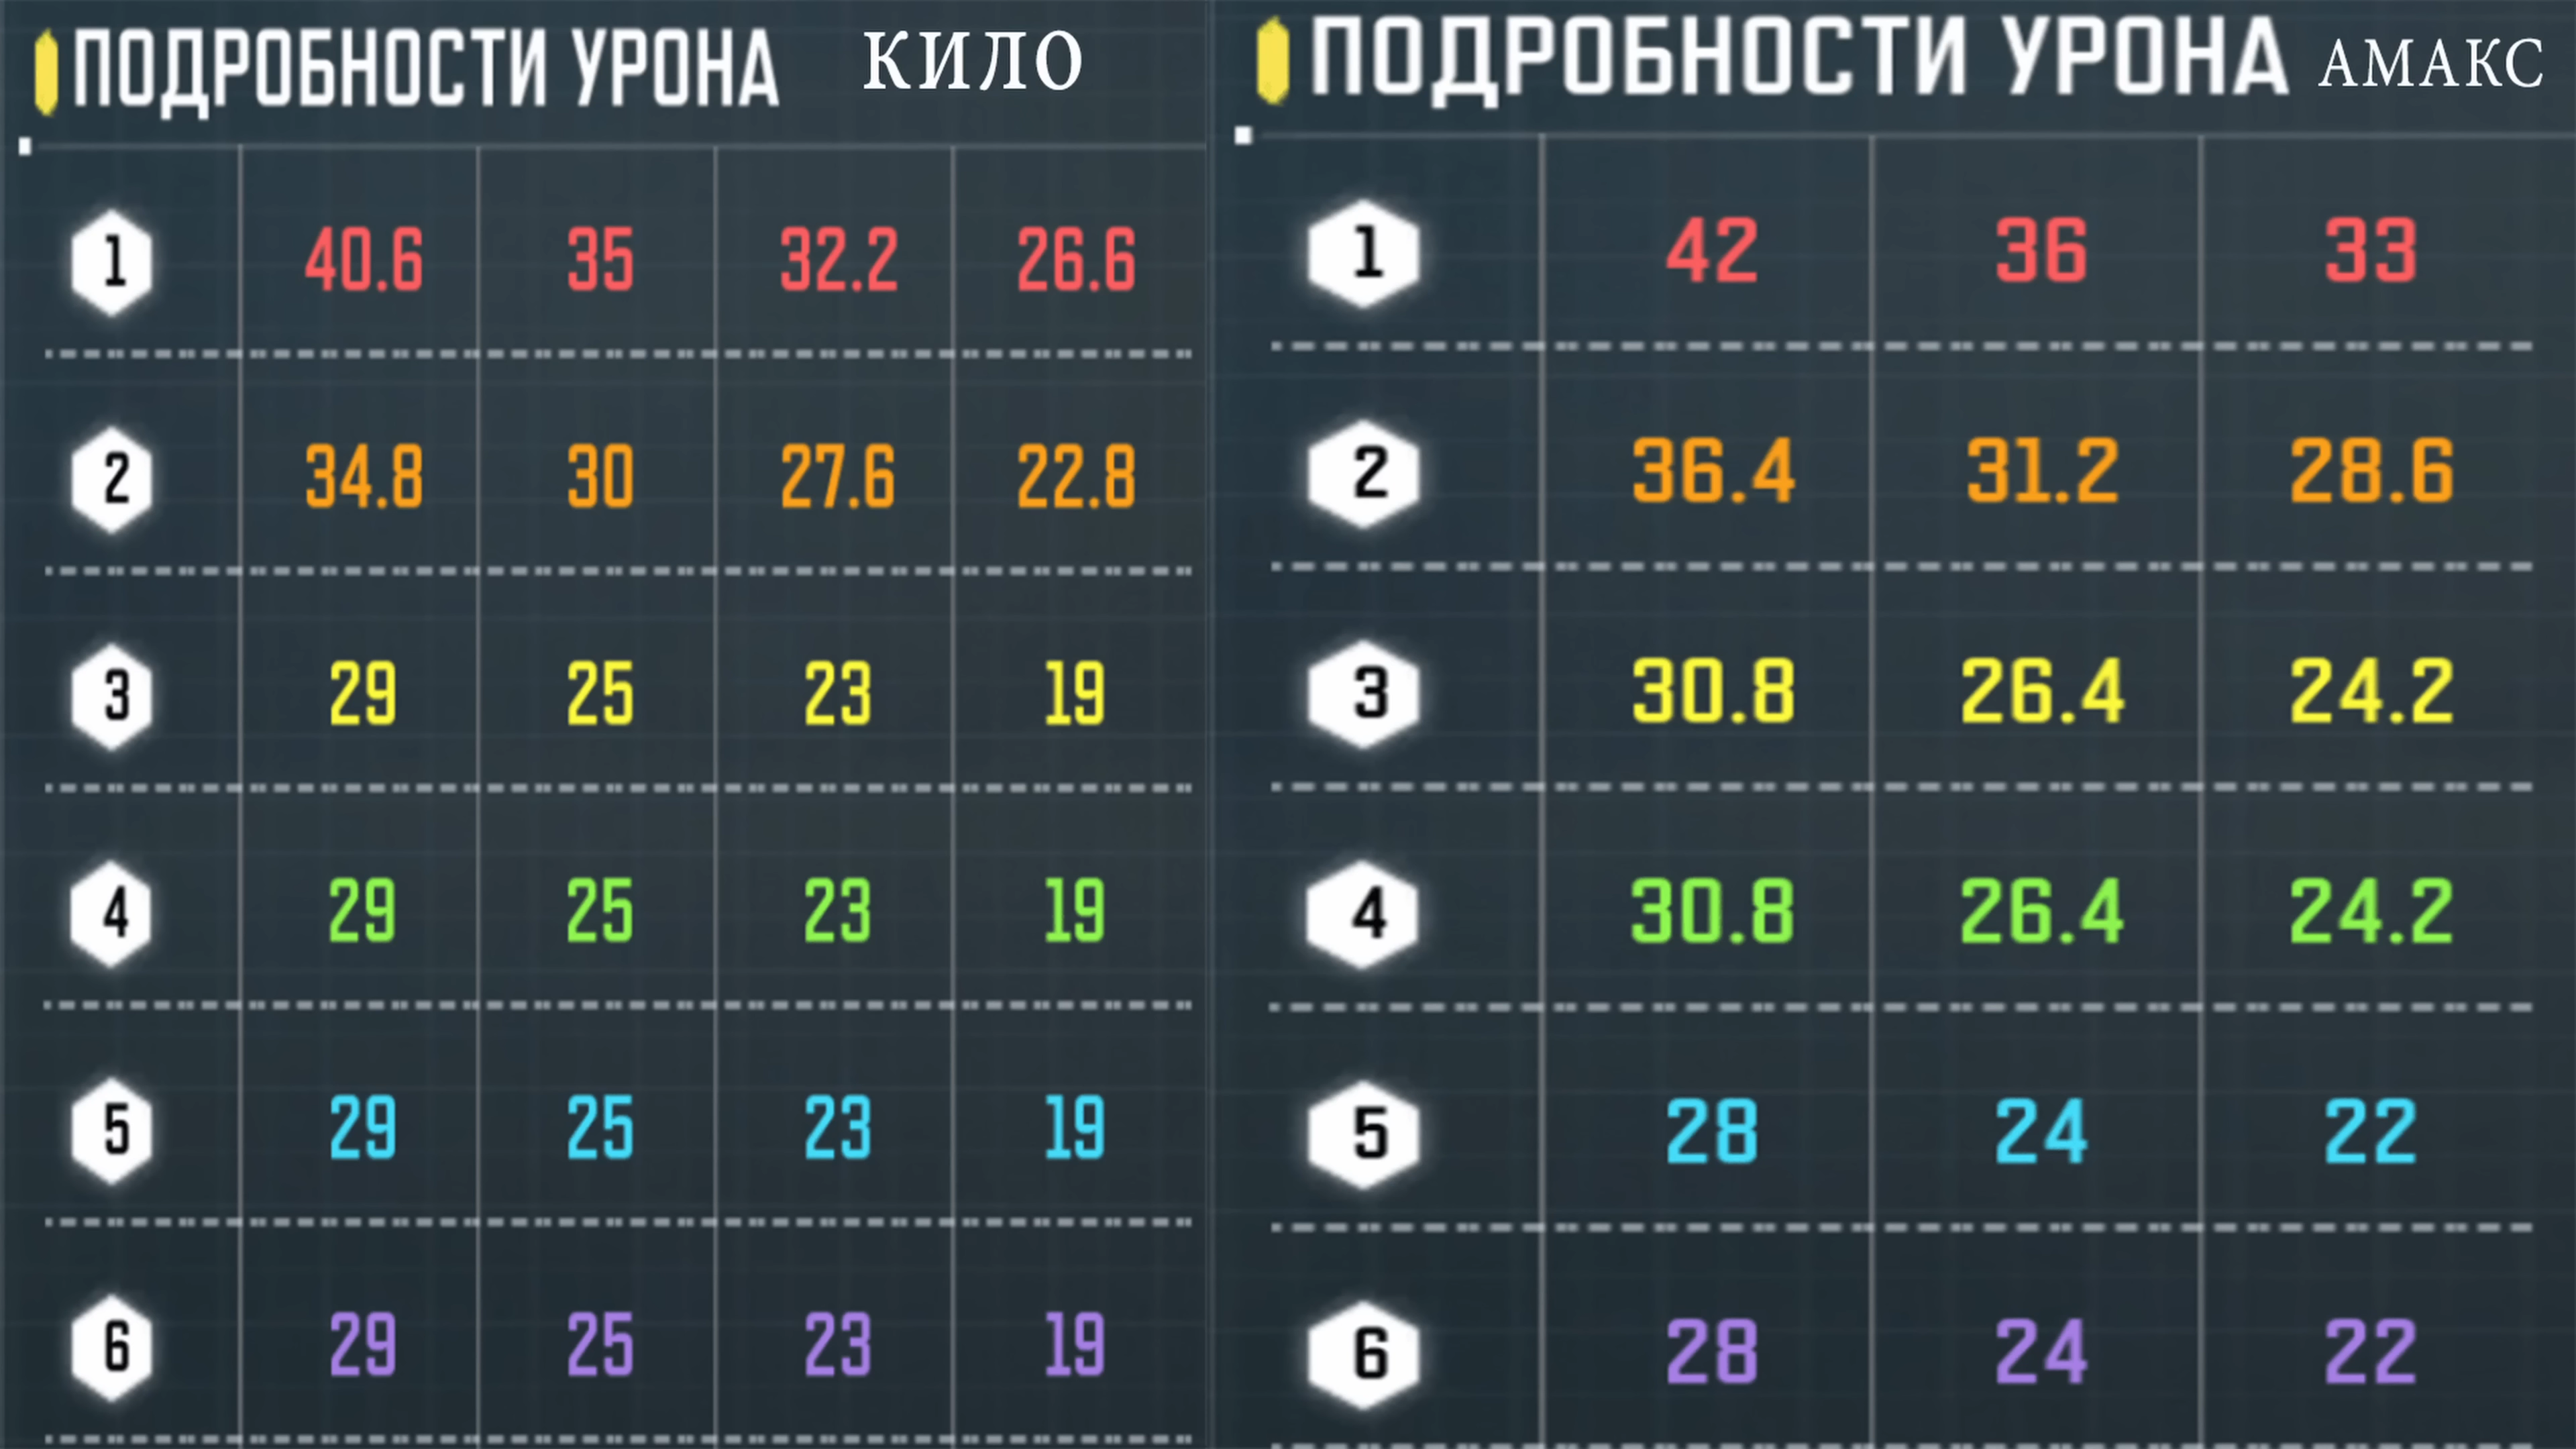 ПОДРОБНОСТИ УРОНА КИЛО
1 40.6 35 32.2 26.6
2 34.8 30 27.6 22.8
3 29 25 23 19
4 29 25 23 19
5 29 25 23 19
6 29 25 23 19
ПОДРОБНОСТИ УРОНА АМАКС
1 42 36 33
2 36.4 31.2 28.6
3 30.8 26.4 24.2
4 30.8 26.4 24.2
5 28 24 22
6 28 24 22